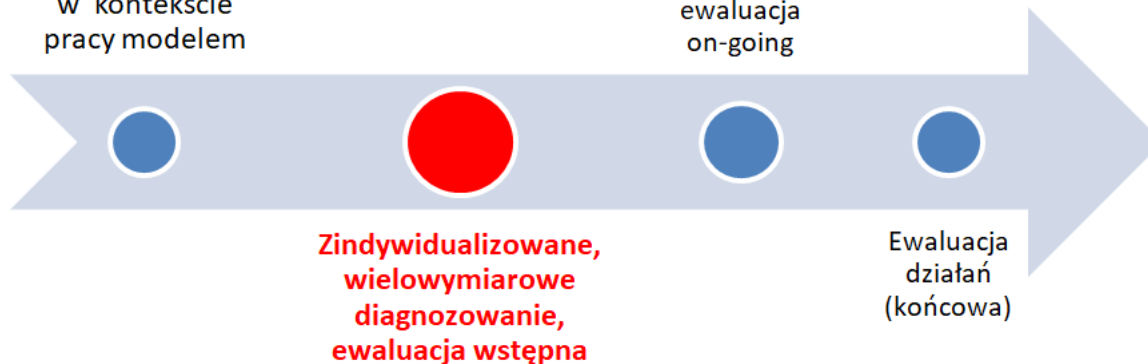 w kontekście
pracy modelem
Zindywidualizowane,
wielowymiarowe
diagnozowanie,
ewaluacja wstępna
ewaluacja
on-going
Ewaluacja
działań
(końcowa)